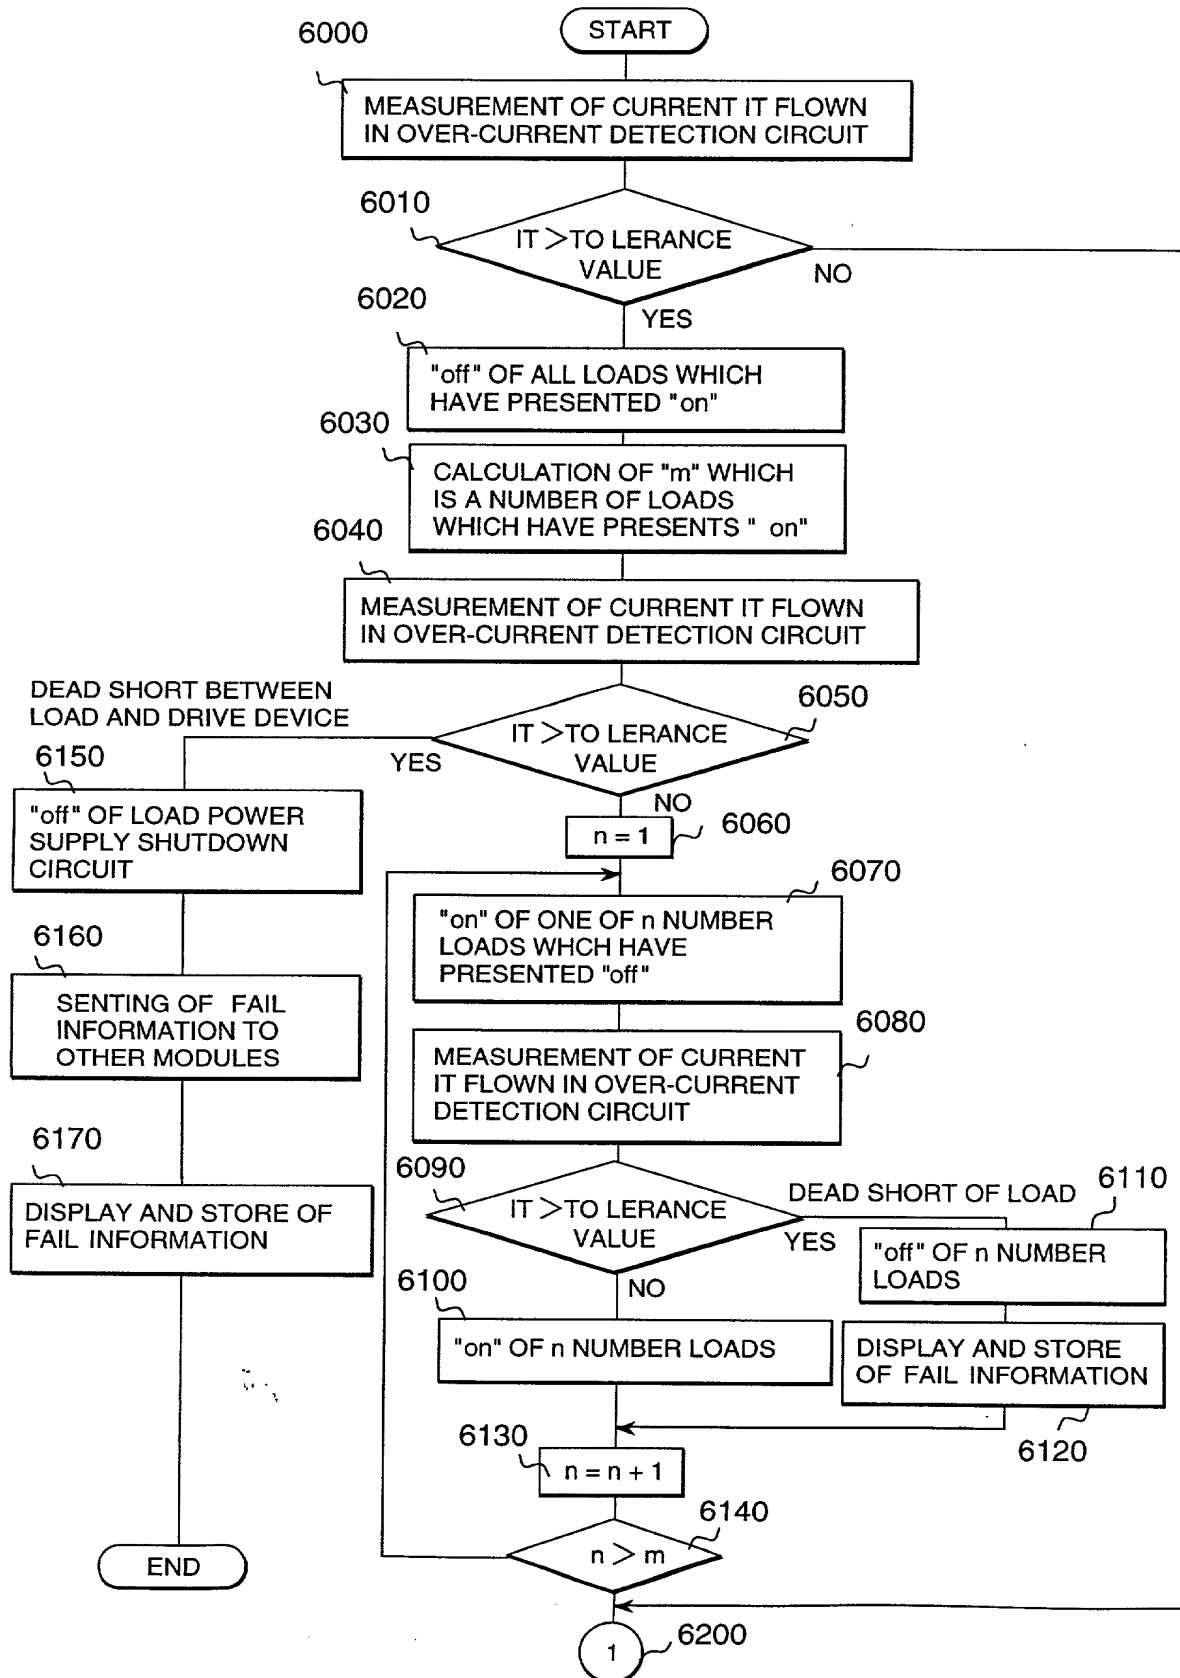 START
6000
MEASUREMENT OF CURRENT IT FLOWN
IN OVER-CURRENT DETECTION CIRCUIT
6010
IT >TO LERANCE
VALUE
NO
YES
6020
"off" OF ALL LOADS WHICH
HAVE PRESENTED "on"
6030
CALCULATION OF "m" WHICH
IS A NUMBER OF LOADS
WHICH HAVE PRESENTS " on"
6040
MEASUREMENT OF CURRENT IT FLOWN
IN OVER-CURRENT DETECTION CIRCUIT
DEAD SHORT BETWEEN
LOAD AND DRIVE DEVICE
6050
IT >TO LERANCE
VALUE
YES
NO
6150
"off" OF LOAD POWER
SUPPLY SHUTDOWN
CIRCUIT
n = 1
6060
6070
"on" OF ONE OF n NUMBER
LOADS WHCH HAVE
PRESENTED "off"
6160
SENTING OF FAIL
INFORMATION TO
OTHER MODULES
6080
MEASUREMENT OF CURRENT
IT FLOWN IN OVER-CURRENT
DETECTION CIRCUIT
6170
DISPLAY AND STORE OF
FAIL INFORMATION
6090
IT >TO LERANCE
VALUE
DEAD SHORT OF LOAD
YES
NO
6110
"off" OF n NUMBER
LOADS
6100
"on" OF n NUMBER LOADS
DISPLAY AND STORE
OF FAIL INFORMATION
6120
6130
n = n + 1
6140
n > m
END
1
6200